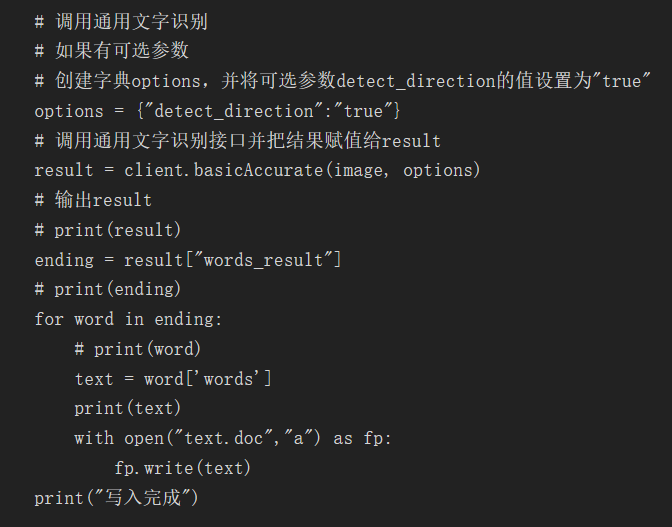 # 调用通用文字识别
# 如果有可选参数
# 创建字典options，并将可选参数detect_direction的值设置为"true"
options = {"detect_direction":"true"}
# 调用通用文字识别接口并把结果赋值给result
result = client.basicAccurate(image, options)
# 输出result
# print(result)
ending = result["words_result"]
# print(ending)
for word in ending:
    # print(word)
    text = word['words']
    print(text)
    with open("text.doc","a") as fp:
        fp.write(text)
print("写入完成")